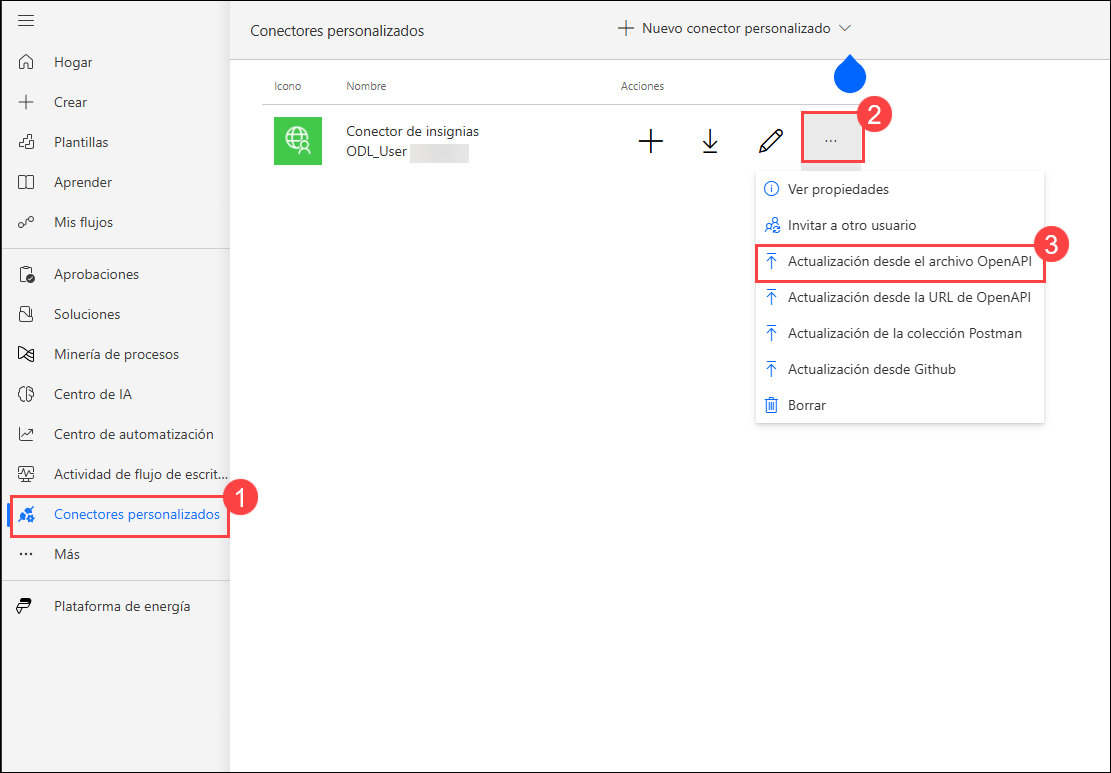 Conectores personalizados
Nuevo conector personalizado
Hogar
Crear
Plantillas
Aprender
Mis flujos
Aprobaciones
Soluciones
Minería de procesos
Centro de IA
Centro de automatización
Actividad de flujo de escrit...
Conectores personalizados
1
Más
Plataforma de energía
Icono Nombre Acciones
Conector de insignias
ODL_User
...
2
Ver propiedades
Invitar a otro usuario
Actualización desde el archivo OpenAPI
3
Actualización desde la URL de OpenAPI
Actualización de la colección Postman
Actualización desde Github
Borrar